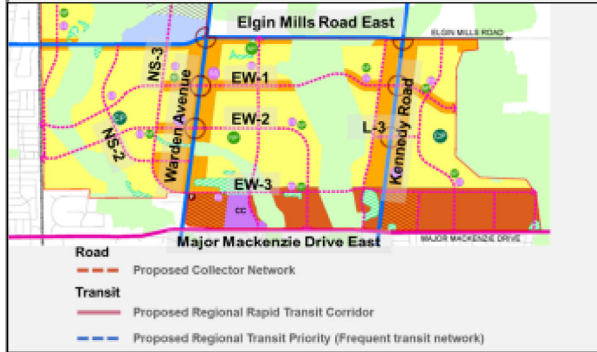 Elgin Mills Road East
ELGIN MILLS ROAD
NS-3
Warden Avenue
EW-1
Kennedy Road
EW-2
L-3
NS-2
EW-3
CC
Major Mackenzie Drive East
MAJOR MACKENZIE DRIVE
Road
Proposed Collector Network
Transit
Proposed Regional Rapid Transit Corridor
Proposed Regional Transit Priority (Frequent transit network)